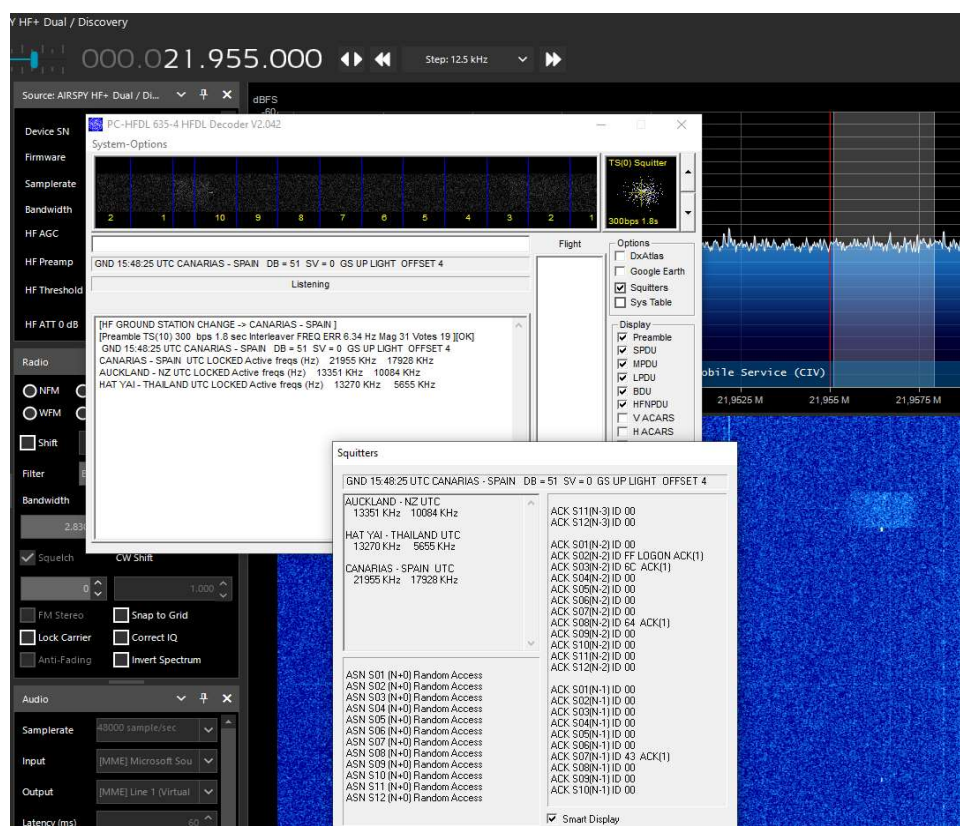 Y HF+ Dual / Discovery
000.021.955.000
Step: 12.5 kHz
Source: AIRSPY HF+ Dual / Di...
Device SN
Firmware
Samplerate
Bandwidth
HF AGC
HF Preamp
HF Threshold
HF ATT 0 dB
Radio
NFM
WFM
Shift
Filter
Bandwidth
2.830
Squelch
CW Shift
0
1.000
FM Stereo
Snap to Grid
Lock Carrier
Correct IQ
Anti-Fading
Invert Spectrum
Audio
Samplerate
48000 sample/sec
Input
[MME] Microsoft Sou
Output
[MME] Line 1 (Virtual
Latency (ms)
60
dBFS
-60
PC-HFDL 635-4 HFDL Decoder V2.042
System-Options
2 1 10 9 8 7 6 5 4 3 2 1
TS(0) Squitter
300bps 1.8s
GND 15:48:25 UTC CANARIAS - SPAIN DB = 51 SV = 0 GS UP LIGHT OFFSET 4
Listening
Flight
[HF GROUND STATION CHANGE -> CANARIAS - SPAIN ]
[Preamble TS(10) 300 bps 1.8 sec Interleaver FREQ ERR 6.34 Hz Mag 31 Votes 19 ][OK]
GND 15:48:25 UTC CANARIAS - SPAIN DB = 51 SV = 0 GS UP LIGHT OFFSET 4
CANARIAS - SPAIN UTC LOCKED Active freqs (Hz) 21955 KHz 17928 KHz
AUCKLAND - NZ UTC LOCKED Active freqs (Hz) 13351 KHz 10084 KHz
HAT YAI - THAILAND UTC LOCKED Active freqs (Hz) 13270 KHz 5655 KHz
Options
DxAtlas
Google Earth
Squitters
Sys Table
Display
Preamble
SPDU
MPDU
LPDU
BDU
HFNPDU
V ACARS
H ACARS
obile Service (CIV)
21,9525 M 21,955 M 21,9575 M
Squitters
GND 15:48:25 UTC CANARIAS - SPAIN DB = 51 SV = 0 GS UP LIGHT OFFSET 4
AUCKLAND - NZ UTC
13351 KHz 10084 KHz
HAT YAI - THAILAND UTC
13270 KHz 5655 KHz
CANARIAS - SPAIN UTC
21955 KHz 17928 KHz
ASN S01 (N+0) Random Access
ASN S02 (N+0) Random Access
ASN S03 (N+0) Random Access
ASN S04 (N+0) Random Access
ASN S05 (N+0) Random Access
ASN S06 (N+0) Random Access
ASN S07 (N+0) Random Access
ASN S08 (N+0) Random Access
ASN S09 (N+0) Random Access
ASN S10 (N+0) Random Access
ASN S11 (N+0) Random Access
ASN S12 (N+0) Random Access
ACK S11(N-3) ID 00
ACK S12(N-3) ID 00
ACK S01(N-2) ID 00
ACK S02(N-2) ID FF LOGON ACK(1)
ACK S03(N-2) ID 6C ACK(1)
ACK S04(N-2) ID 00
ACK S05(N-2) ID 00
ACK S06(N-2) ID 00
ACK S07(N-2) ID 00
ACK S08(N-2) ID 64 ACK(1)
ACK S09(N-2) ID 00
ACK S10(N-2) ID 00
ACK S11(N-2) ID 00
ACK S12(N-2) ID 00
ACK S01(N-1) ID 00
ACK S02(N-1) ID 00
ACK S03(N-1) ID 00
ACK S04(N-1) ID 00
ACK S05(N-1) ID 00
ACK S06(N-1) ID 00
ACK S07(N-1) ID 43 ACK(1)
ACK S08(N-1) ID 00
ACK S09(N-1) ID 00
ACK S10(N-1) ID 00
Smart Display